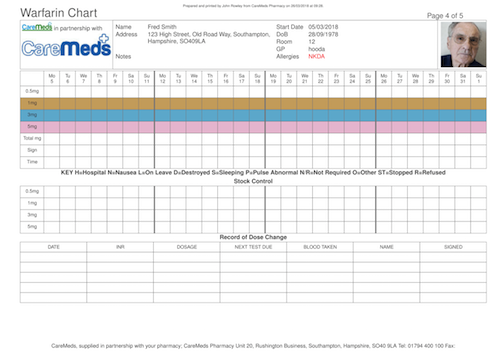 Prepared and printed by John Rowley from CareMeds Pharmacy on
Warfarin Chart
Page 4 of 5
CareMeds in partnership with
CareMeds
Name Fred Smith
Address 123 High Street, Old Road Way, Southampton,
Hampshire, SO409LA
Notes
Start Date 05/03/2018
DoB 28/09/1978
Room 12
GP hooda
Allergies NKDA
Mo Tu We Th Fr Sa Su Mo Tu We Th Fr Sa Su Mo Tu We Th Fr Sa Su Mo Tu We Th Fr Sa Su
5 6 7 8 9 10 11 12 13 14 15 16 17 18 19 20 21 22 23 24 25 26 27 28 29 30 31 1
0.5mg
1mg
3mg
5mg
Total mg
Sign
Time
KEY H=Hospital N=Nausea L=On Leave D=Destroyed S=Sleeping P=Pulse Abnormal N/R=Not Required O=Other ST=Stopped R=Refused
Stock Control
0.5mg
1mg
3mg
5mg
Record of Dose Change
DATE INR DOSAGE NEXT TEST DUE BLOOD TAKEN NAME SIGNED
CareMeds, supplied in partnership with your pharmacy; CareMeds Pharmacy Unit 20, Rushington Business, Southampton, Hampshire, SO40 9LA Tel: 01794 400 100 Fax: